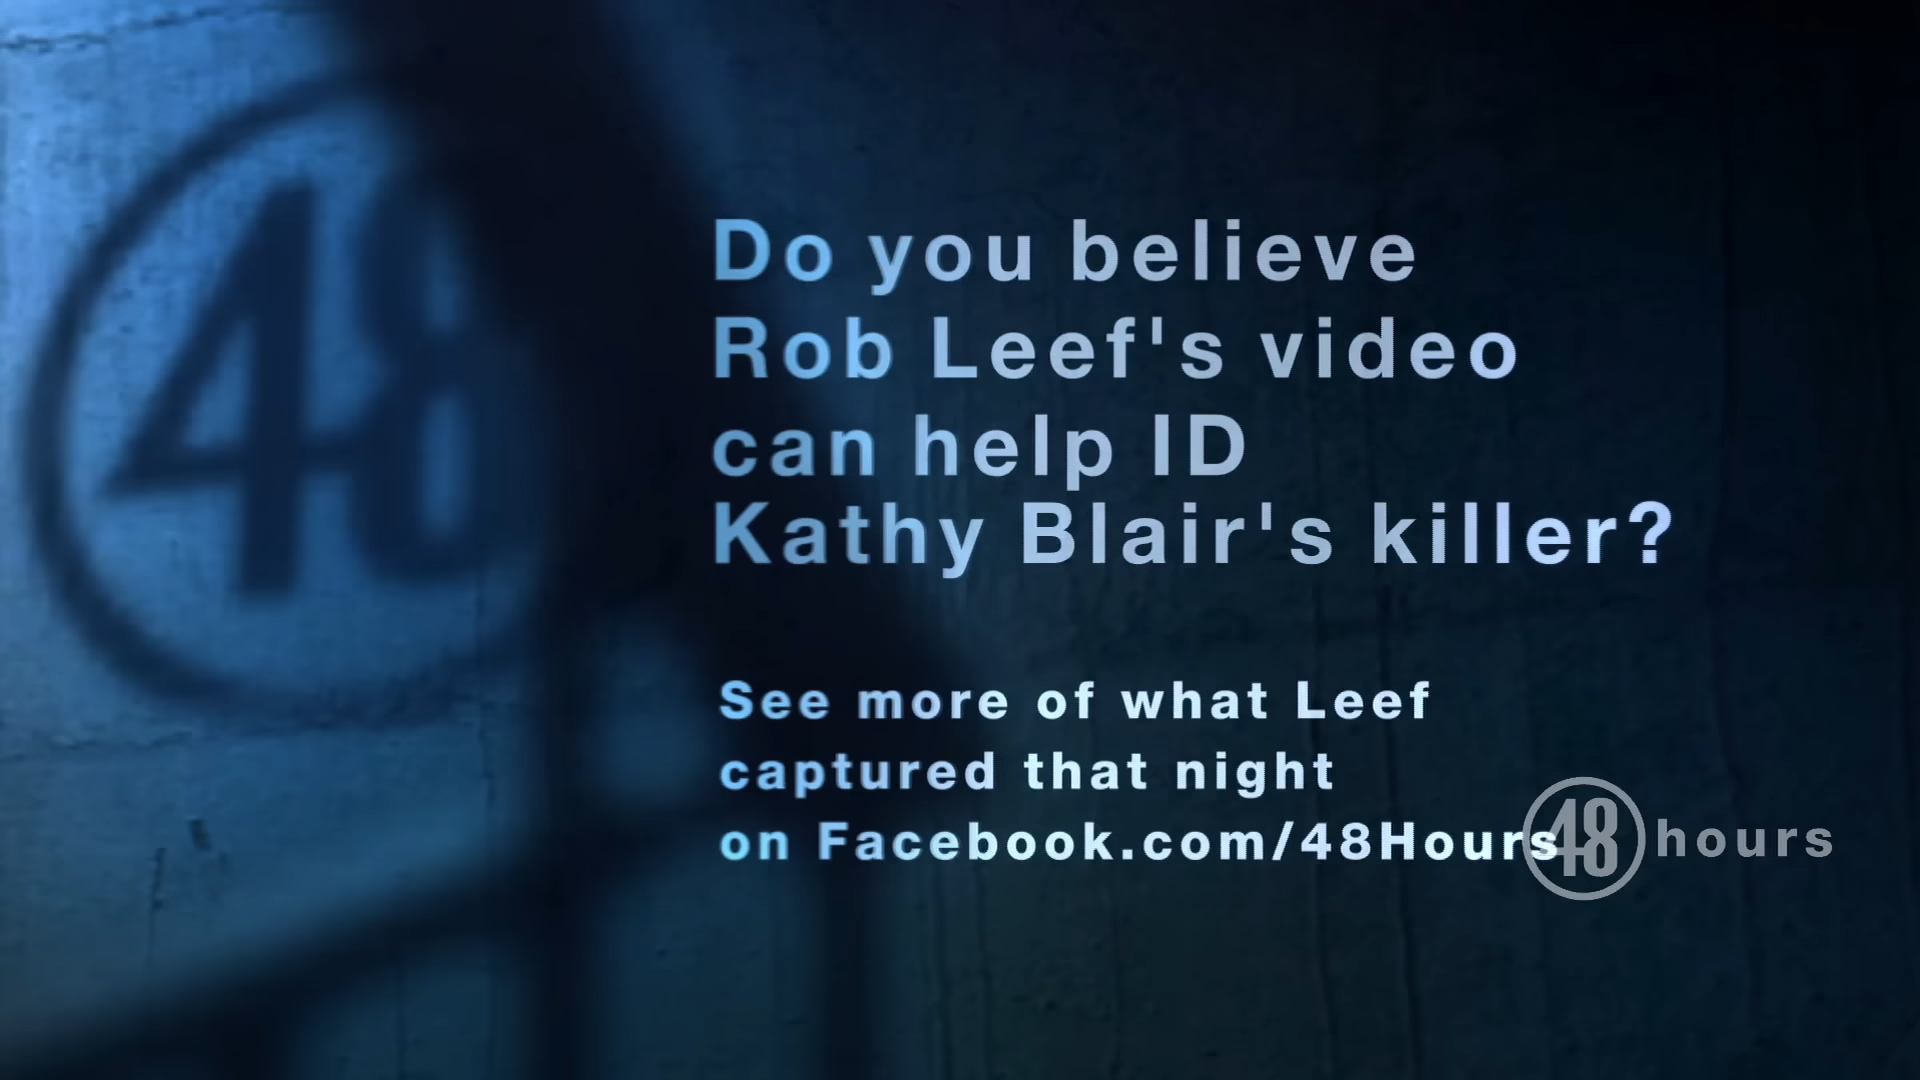 48
Do you believe
Rob Leef's video
can help ID
Kathy Blair's killer?
See more of what Leef
captured that night
on Facebook.com/48Hours
48 hours